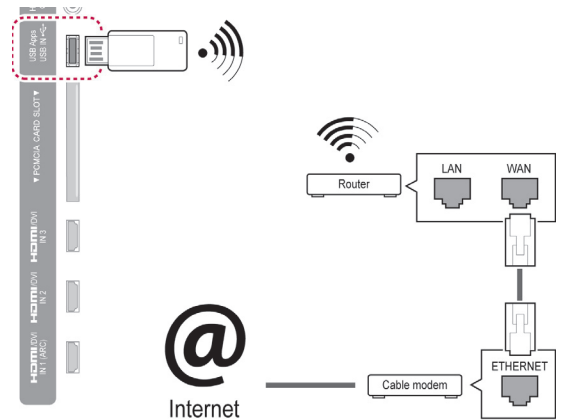 USB Apps
USB IN
▼ PCMCIA CARD SLOT ▼
HDMI/DVI
IN 3
HDMI/DVI
IN 2
HDMI/DVI
IN 1 (ARC)
Router
LAN WAN
@
Internet
Cable modem
ETHERNET